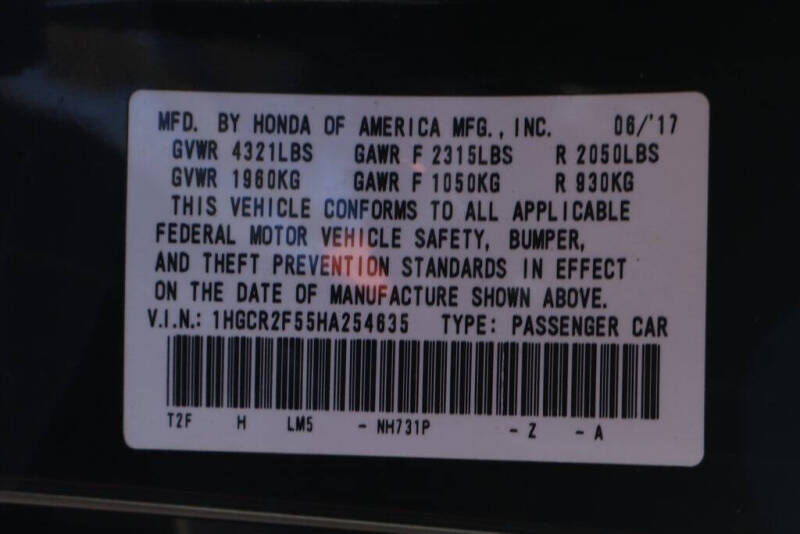 MFD. BY HONDA OF AMERICA MFG., INC. 06/'17
GVWR 4321LBS GAWR F 2315LBS R 2050LBS
GVWR 1960KG GAWR F 1050KG R 930KG
THIS VEHICLE CONFORMS TO ALL APPLICABLE
FEDERAL MOTOR VEHICLE SAFETY, BUMPER,
AND THEFT PREVENTION STANDARDS IN EFFECT
ON THE DATE OF MANUFACTURE SHOWN ABOVE.
V.I.N.: 1HGCR2F55HA254635 TYPE: PASSENGER CAR
T2F H LM5 - NH731P - Z - A